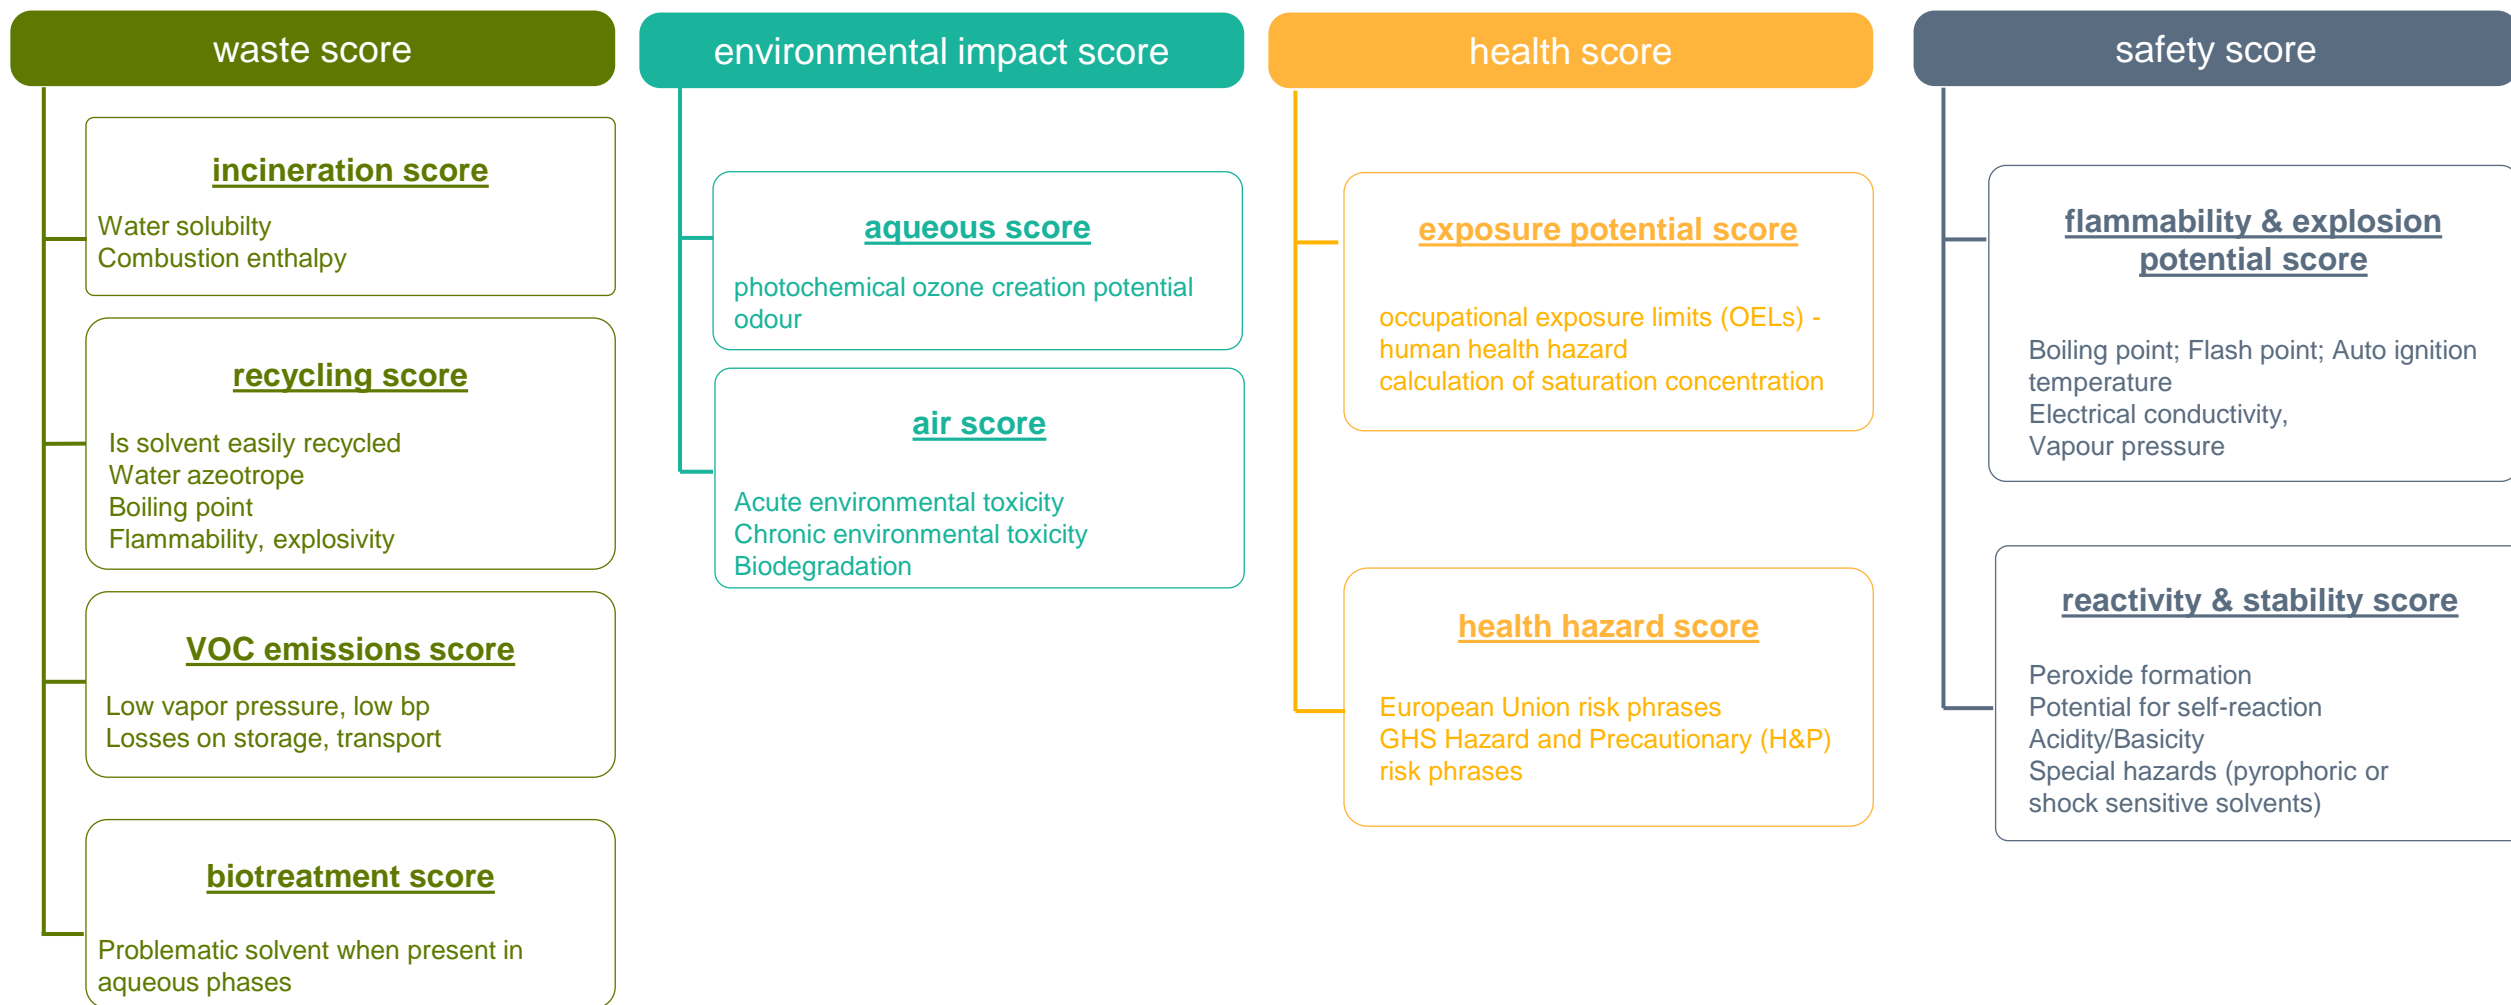 waste score
incineration score
Water solubilty
Combustion enthalpy
recycling score
Is solvent easily recycled
Water azeotrope
Boiling point
Flammability, explosivity
VOC emissions score
Low vapor pressure, low bp
Losses on storage, transport
biotreatment score
Problematic solvent when present in
aqueous phases
environmental impact score
aqueous score
photochemical ozone creation potential
odour
air score
Acute environmental toxicity
Chronic environmental toxicity
Biodegradation
health score
exposure potential score
occupational exposure limits (OELs) -
human health hazard
calculation of saturation concentration
health hazard score
European Union risk phrases
GHS Hazard and Precautionary (H&P)
risk phrases
safety score
flammability & explosion
potential score
Boiling point; Flash point; Auto ignition
temperature
Electrical conductivity,
Vapour pressure
reactivity & stability score
Peroxide formation
Potential for self-reaction
Acidity/Basicity
Special hazards (pyrophoric or
shock sensitive solvents)